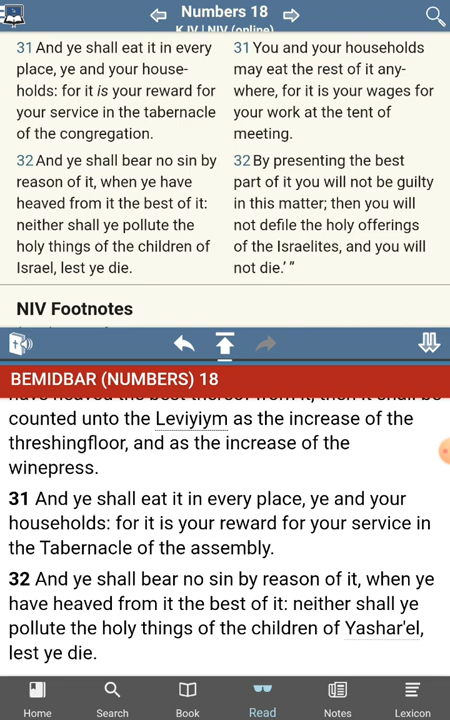 Numbers 18
KJV | NIV (online)
31 And ye shall eat it in every
place, ye and your house-
holds: for it is your reward for
your service in the tabernacle
of the congregation.
32 And ye shall bear no sin by
reason of it, when ye have
heaved from it the best of it:
neither shall ye pollute the
holy things of the children of
Israel, lest ye die.
31 You and your households
may eat the rest of it any-
where, for it is your wages for
your work at the tent of
meeting.
32 By presenting the best
part of it you will not be guilty
in this matter; then you will
not defile the holy offerings
of the Israelites, and you will
not die.’ ”
NIV Footnotes
BEMIDBAR (NUMBERS) 18
have heaved the best thereof from it, then it shall be
counted unto the Leviyiym as the increase of the
threshingfloor, and as the increase of the
winepress.
31 And ye shall eat it in every place, ye and your
households: for it is your reward for your service in
the Tabernacle of the assembly.
32 And ye shall bear no sin by reason of it, when ye
have heaved from it the best of it: neither shall ye
pollute the holy things of the children of Yashar'el,
lest ye die.
Home
Search
Book
Read
Notes
Lexicon